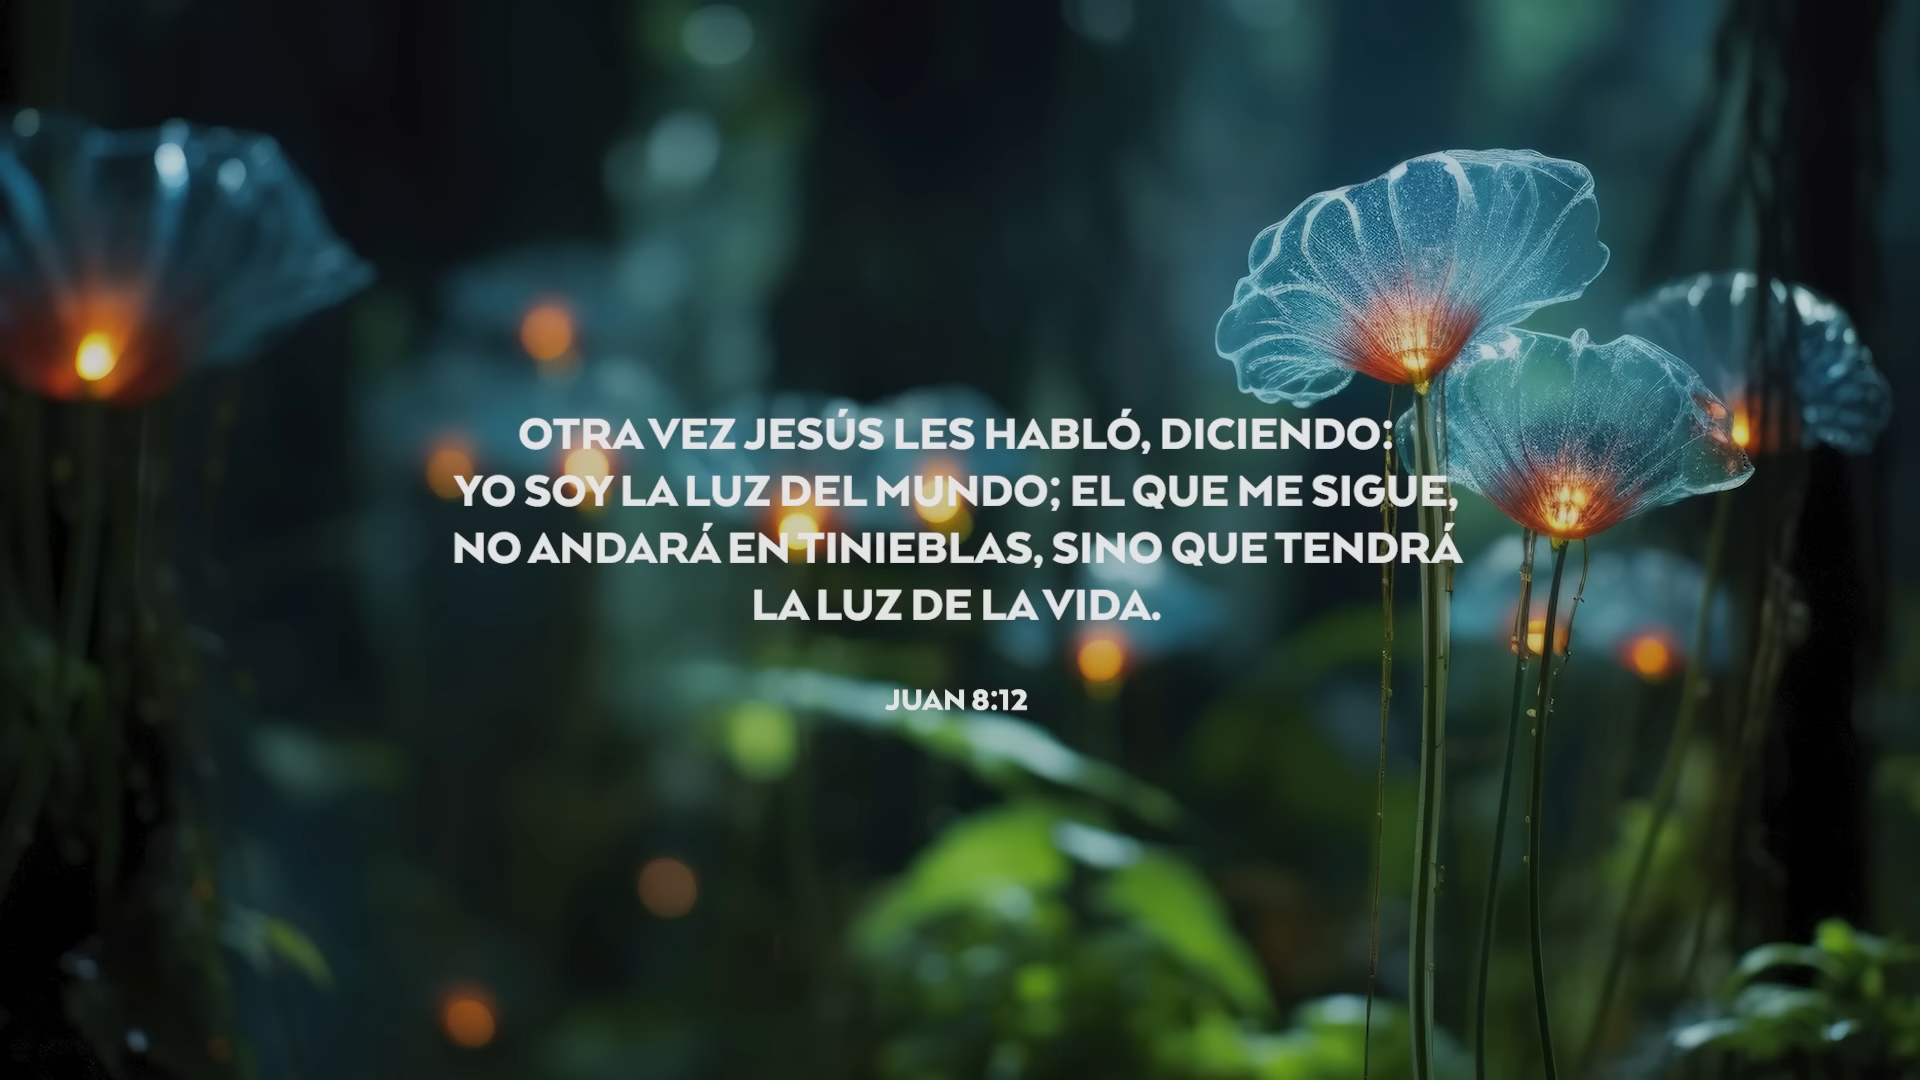 OTRA VEZ JESÚS LES HABLÓ, DICIENDO:
YO SOY LA LUZ DEL MUNDO; EL QUE ME SIGUE,
NO ANDARÁ EN TINIEBLAS, SINO QUE TENDRÁ
LA LUZ DE LA VIDA.
JUAN 8:12